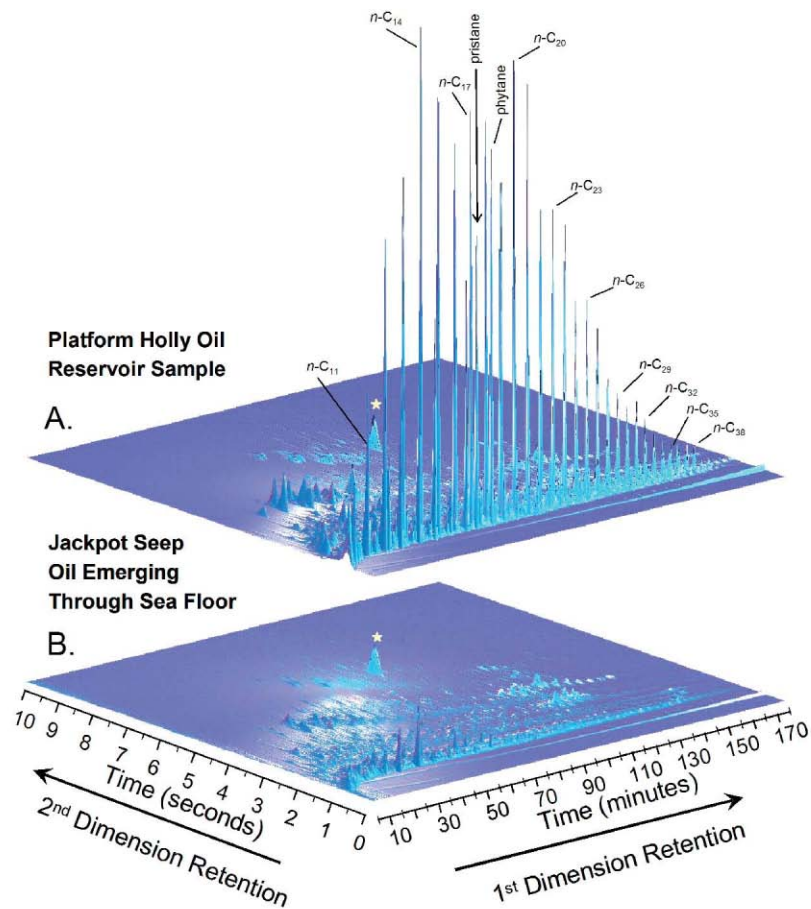 n-C14
n-C17
pristane
phytane
n-C20
n-C23
n-C26
n-C29
n-C32
n-C35
n-C38
n-C11
Platform Holly Oil
Reservoir Sample
A.
Jackpot Seep
Oil Emerging
Through Sea Floor
B.
10 9 8 7 6 5 4 3 2 1 0
Time (seconds)
2nd Dimension Retention
10 30 50 70 90 110 130 150 170
Time (minutes)
1st Dimension Retention